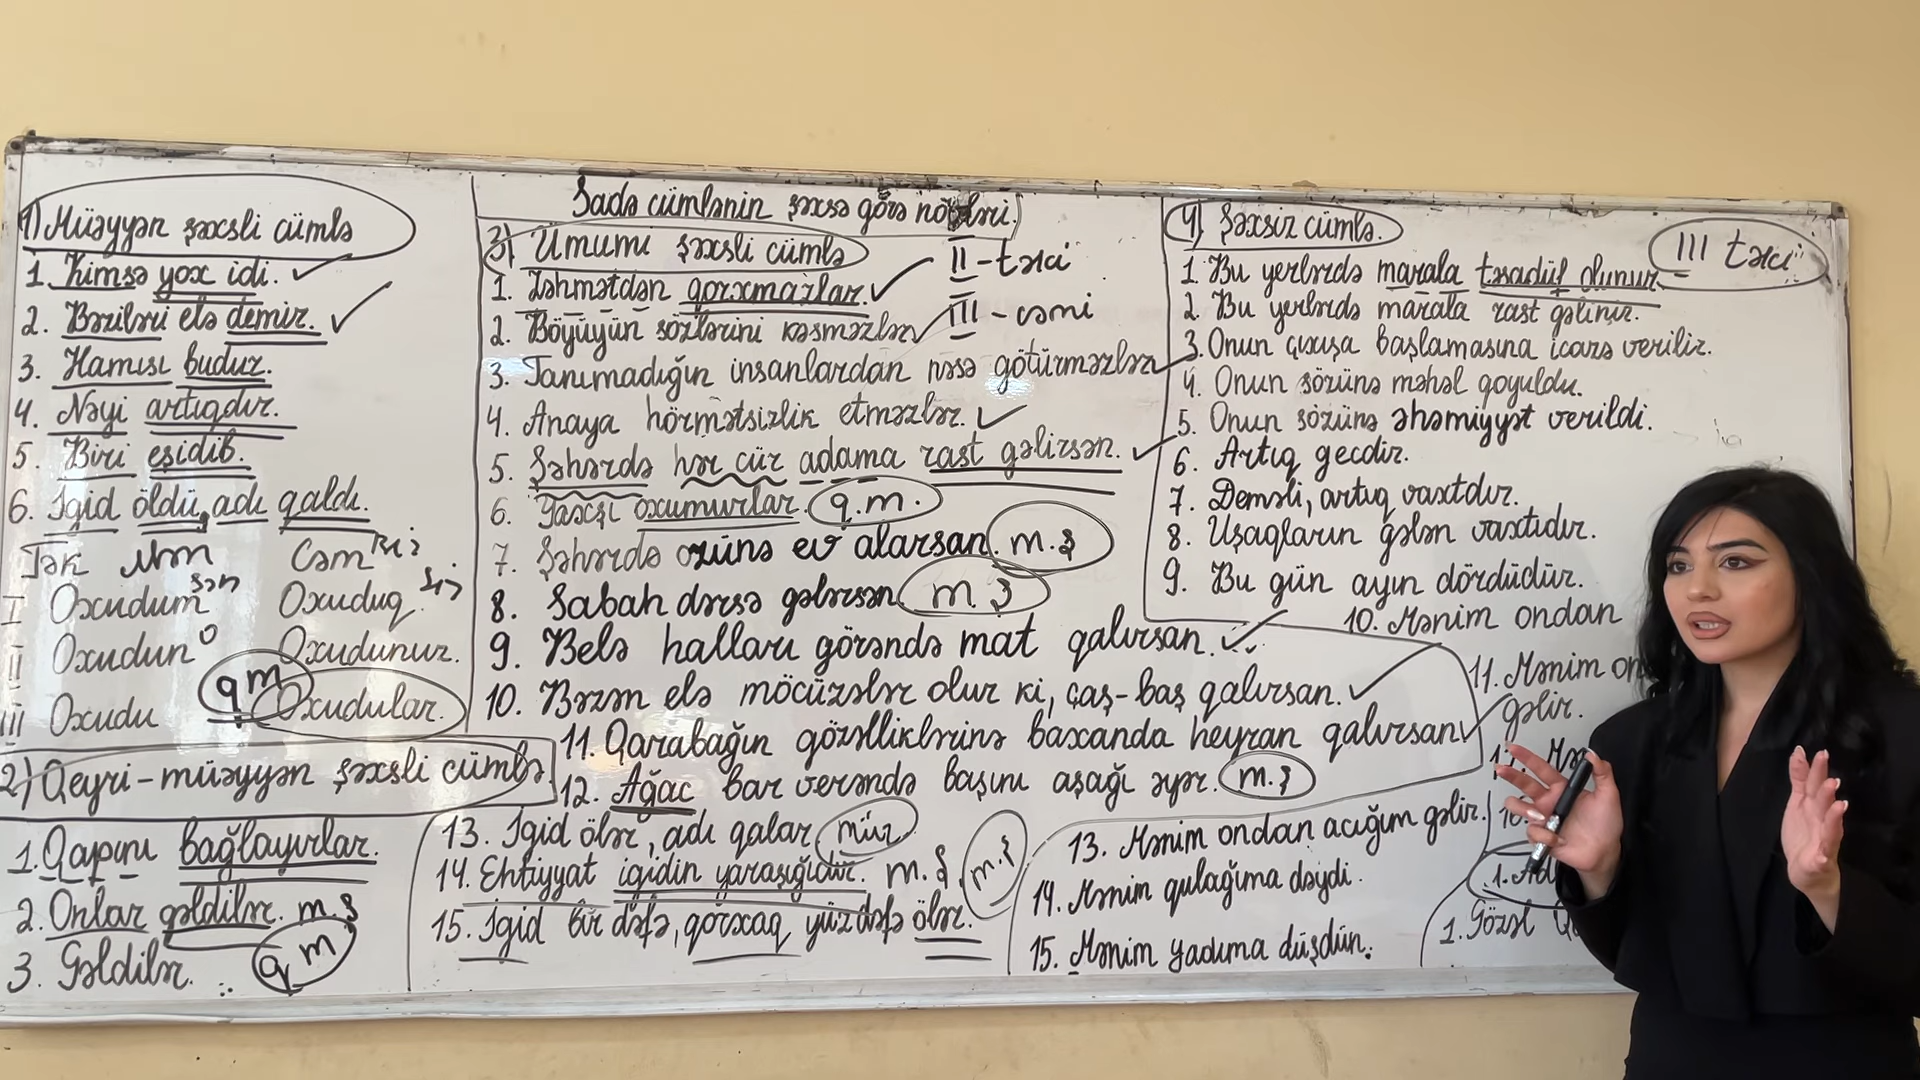 Sadə cümlənin şəxsə görə növləri.
1) Müəyyən şəxsli cümlə
1. Kimsə yox idi.
2. Bəziləri elə demir.
3. Hamısı budur.
4. Nəyi artıqdır.
5. Biri eşidib.
6. İgid öldü, adı qaldı.
Tək mən Cəm biz
I Oxudum sən Oxuduq siz
II Oxudun o Oxudunuz.
III Oxudu qm Oxudular.
2) Qeyri-müəyyən şəxsli cümlə
1. Qapını bağlayırlar.
2. Onlar gəldilər. m.ş
3. Gəldilər. q m
3) Ümumi şəxsli cümlə II-təki
1. Zəhmətdən qorxmazlar. III-cəmi
2. Böyüyün sözlərini kəsməzlər
3. Tanımadığın insanlardan nəsə götürməzlər
4. Anaya hörmətsizlik etməzlər.
5. Şəhərdə hər cür adama rast gəlirsən.
6. Yaxşı oxumurlar. q.m.
7. Şəhərdə özünə ev alarsan. m.ş
8. Sabah dərsə gələrsən. m.ş
9. Belə halları görəndə mat qalırsan.
10. Bəzən elə möcüzələr olur ki, çaş-baş qalırsan.
11. Qarabağın gözəlliklərinə baxanda heyran qalırsan
12. Ağac bar verəndə başını aşağı əyər. m.ş
13. İgid ölər, adı qalar müz
14. Ehtiyyat igidin yaraşığıdır. m.ş. m.ş
15. İgid bir dəfə, qorxaq yüz dəfə ölər.
4) Şəxssiz cümlə. III təki
1. Bu yerlərdə marala təsadüf olunur.
2. Bu yerlərdə marala rast gəlinir.
3. Onun çıxışa başlamasına icazə verilir.
4. Onun sözünə məhəl qoyuldu.
5. Onun sözünə əhəmiyyət verildi.
6. Artıq gecdir.
7. Deməli, artıq vaxtdır.
8. Uşaqların gələn vaxtıdır.
9. Bu gün ayın dördüdür.
10. Mənim ondan
11. Mənim
gəlir.
13. Mənim ondan acığım gəlir.
14. Mənim qulağıma dəydi.
15. Mənim yadıma düşdün.
1. Ad
1. Gözəl